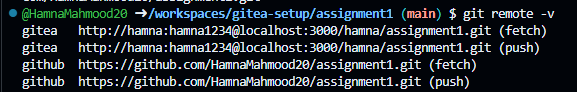 @HamnaMahmood20 ➜/workspaces/gitea-setup/assignment1 (main) $ git remote -v
gitea http://hamna:hamna1234@localhost:3000/hamna/assignment1.git (fetch)
gitea http://hamna:hamna1234@localhost:3000/hamna/assignment1.git (push)
github https://github.com/HamnaMahmood20/assignment1.git (fetch)
github https://github.com/HamnaMahmood20/assignment1.git (push)